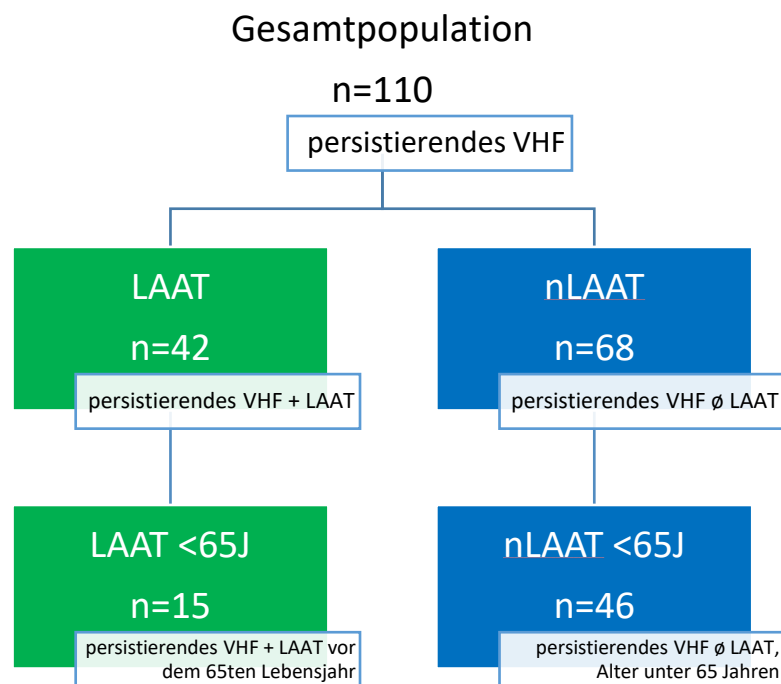 Gesamtpopulation
n=110
persistierendes VHF
LAAT
n=42
persistierendes VHF + LAAT
nLAAT
n=68
persistierendes VHF ø LAAT
LAAT <65J
n=15
persistierendes VHF + LAAT vor
dem 65ten Lebensjahr
nLAAT <65J
n=46
persistierendes VHF ø LAAT,
Alter unter 65 Jahren